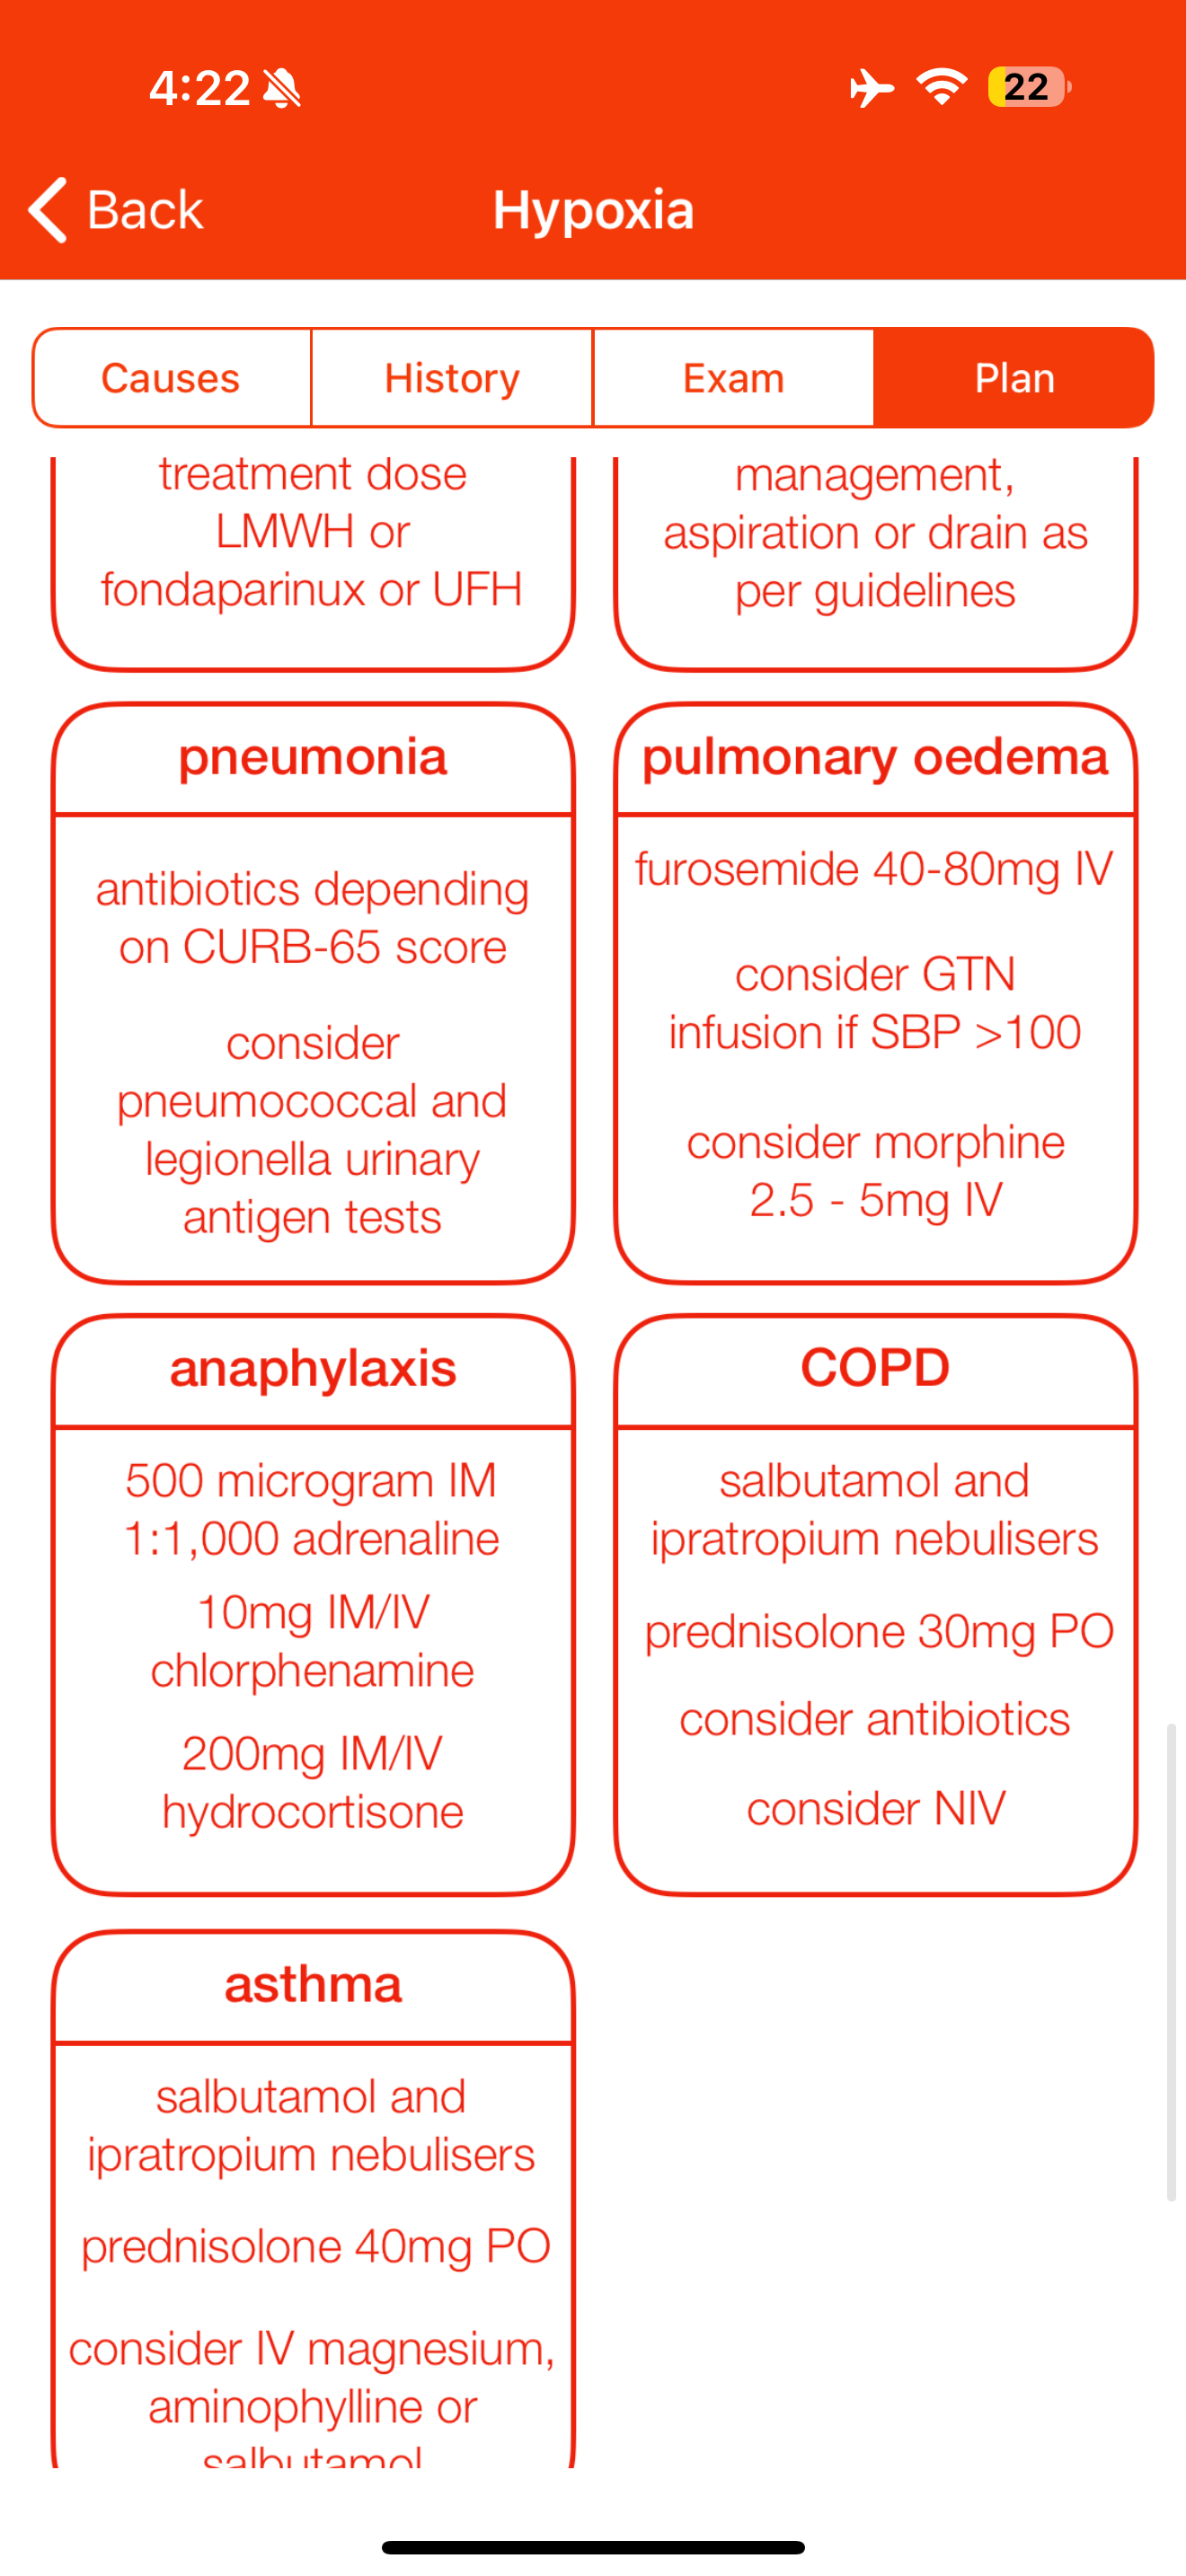 4:22
22
Back
Hypoxia
Causes
History
Exam
Plan
treatment dose
LMWH or
fondaparinux or UFH
management,
aspiration or drain as
per guidelines
pneumonia
antibiotics depending
on CURB-65 score
consider
pneumococcal and
legionella urinary
antigen tests
pulmonary oedema
furosemide 40-80mg IV
consider GTN
infusion if SBP >100
consider morphine
2.5 - 5mg IV
anaphylaxis
500 microgram IM
1:1,000 adrenaline
10mg IM/IV
chlorphenamine
200mg IM/IV
hydrocortisone
COPD
salbutamol and
ipratropium nebulisers
prednisolone 30mg PO
consider antibiotics
consider NIV
asthma
salbutamol and
ipratropium nebulisers
prednisolone 40mg PO
consider IV magnesium,
aminophylline or
salbutamol